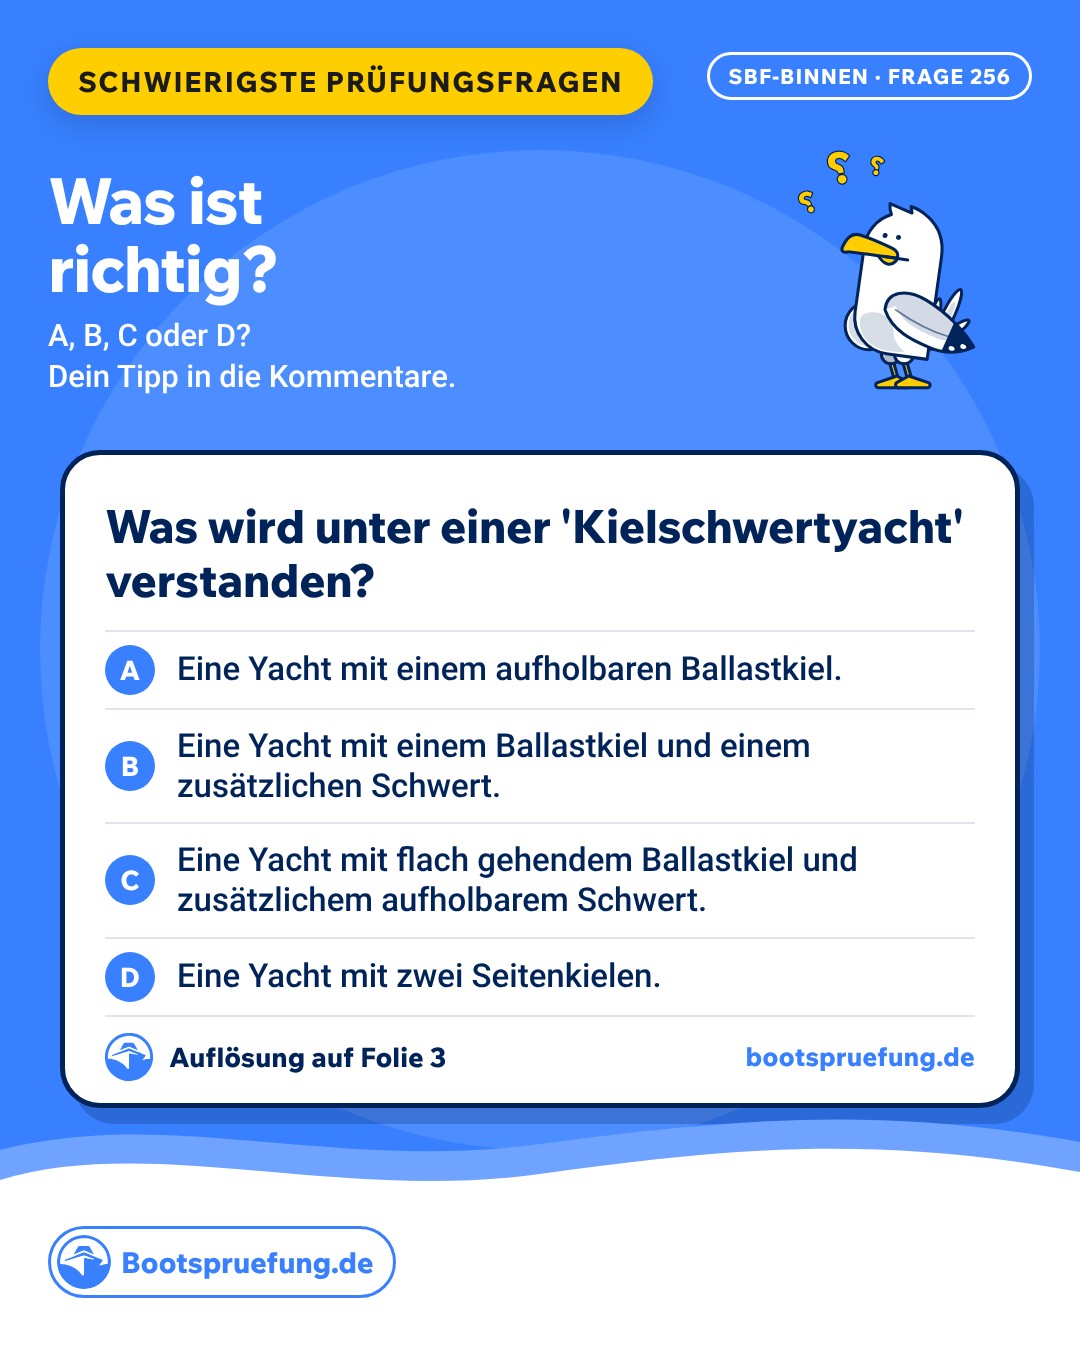 SCHWIERIGSTE PRÜFUNGSFRAGEN
SBF-BINNEN · FRAGE 256
? ? ?
Was ist
richtig?
A, B, C oder D?
Dein Tipp in die Kommentare.
Was wird unter einer 'Kielschwertyacht'
verstanden?
A Eine Yacht mit einem aufholbaren Ballastkiel.
B Eine Yacht mit einem Ballastkiel und einem
zusätzlichen Schwert.
C Eine Yacht mit flach gehendem Ballastkiel und
zusätzlichem aufholbarem Schwert.
D Eine Yacht mit zwei Seitenkielen.
Auflösung auf Folie 3
bootspruefung.de
Bootspruefung.de